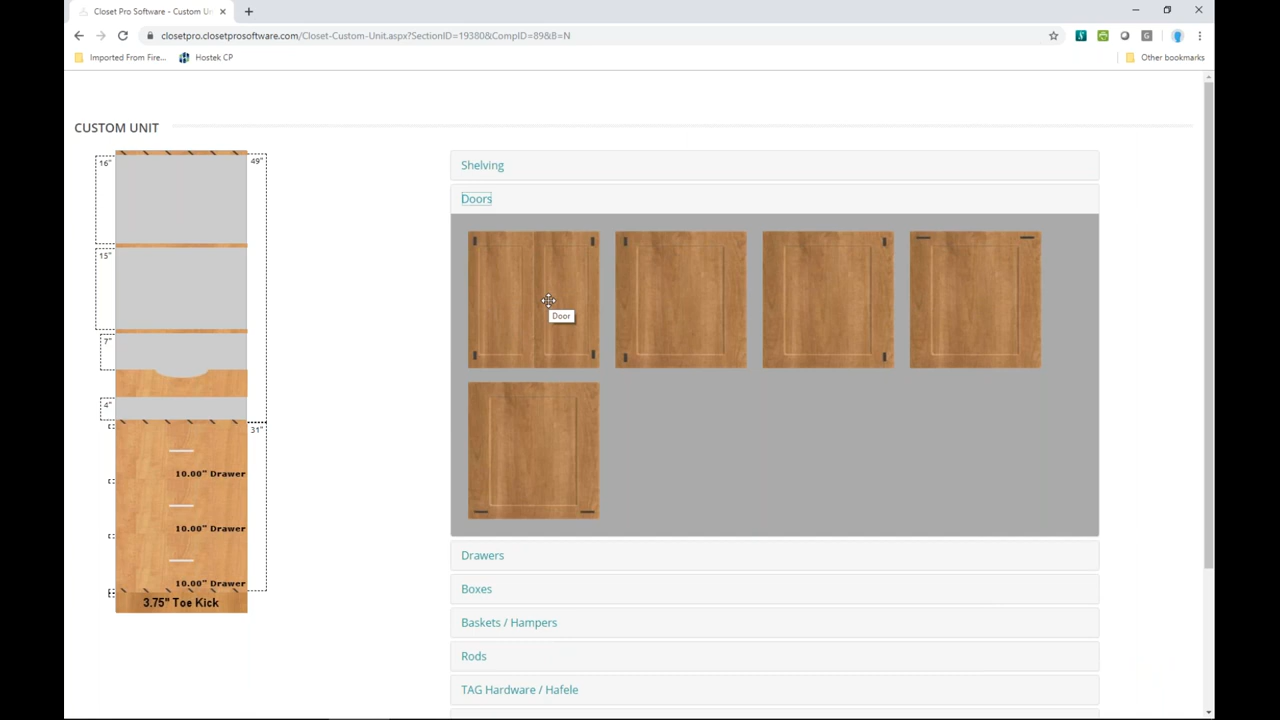 Closet Pro Software - Custom Un
closetpro.closetprosoftware.com/Closet-Custom-Unit.aspx?SectionID=19380&CompID=89&B=N
Imported From Fire... Hostek CP Other bookmarks
CUSTOM UNIT
16"
49"
15"
7"
4"
31"
10.00" Drawer
10.00" Drawer
10.00" Drawer
3.75" Toe Kick
Shelving
Doors
Door
Drawers
Boxes
Baskets / Hampers
Rods
TAG Hardware / Hafele